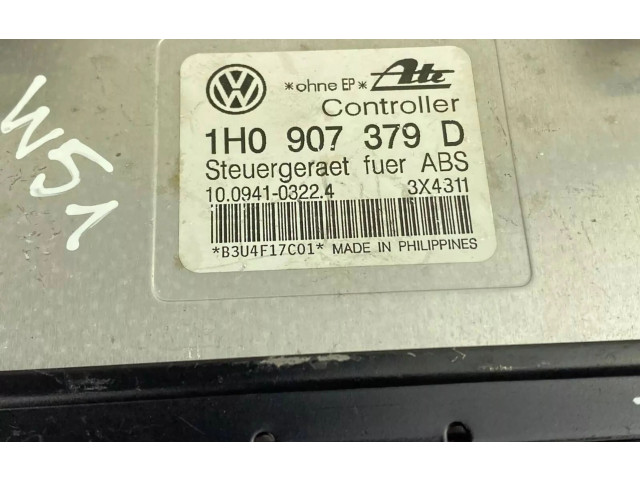 *ohne EP* Ate
Controller
1H0 907 379 D
Steuergeraet fuer ABS
10.0941-0322.4 3X4311
*B3U4F17C01* MADE IN PHILIPPINES
W51